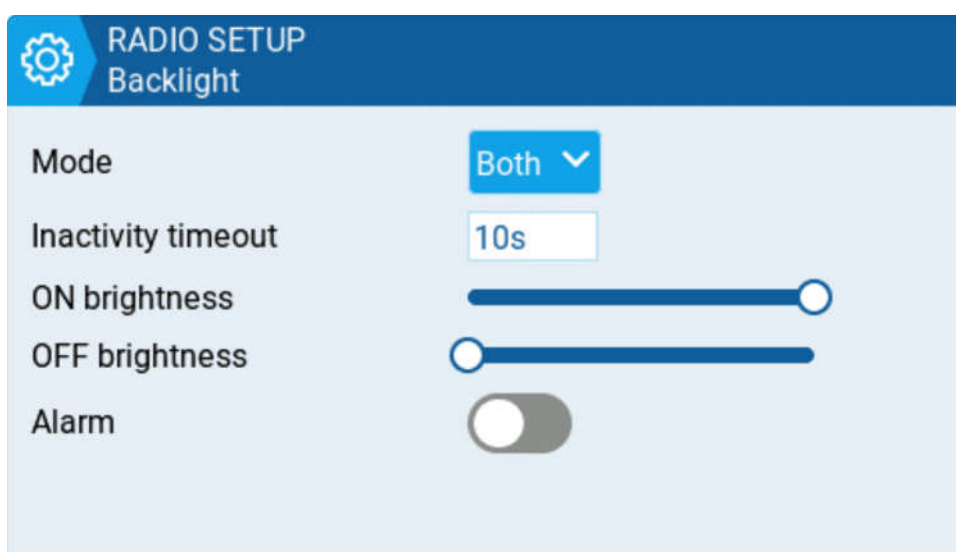 RADIO SETUP
Backlight
Mode
Both
Inactivity timeout
10s
ON brightness
OFF brightness
Alarm